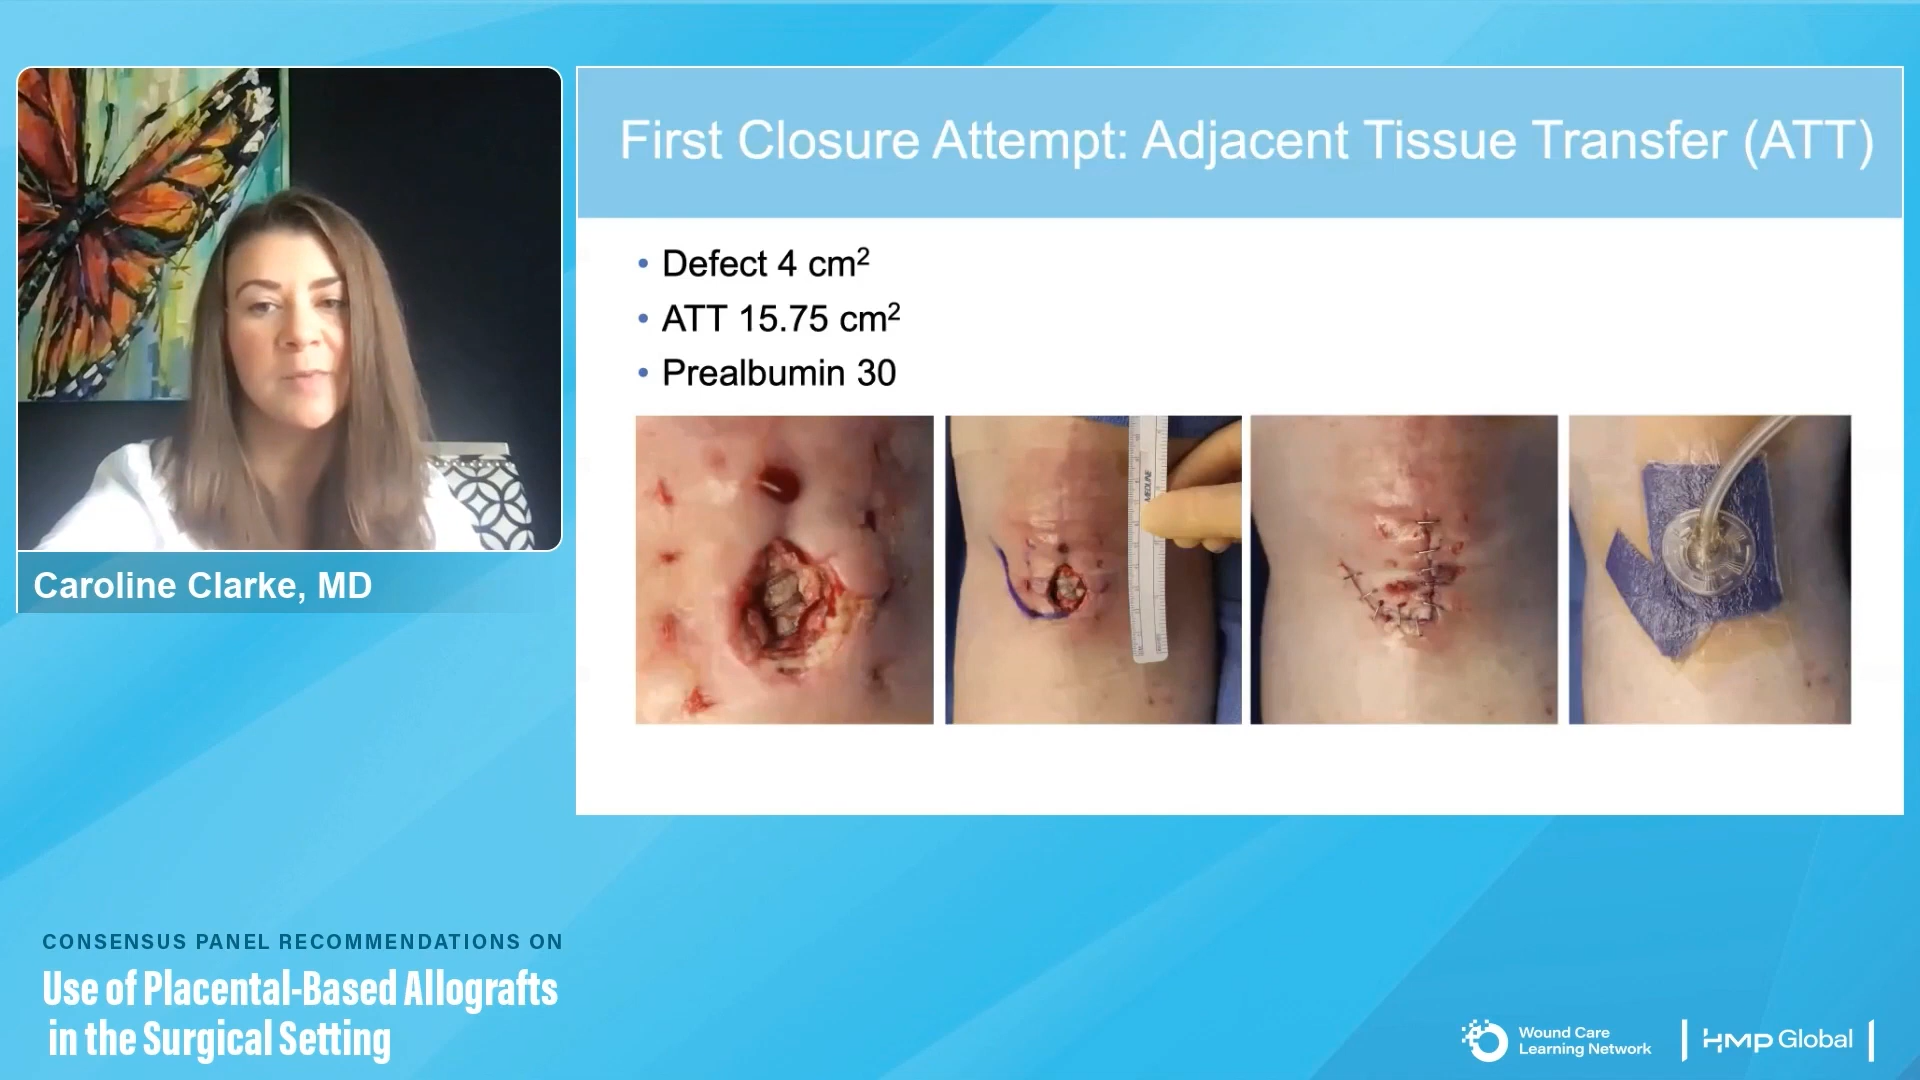 First Closure Attempt: Adjacent Tissue Transfer (ATT)
• Defect 4 cm²
• ATT 15.75 cm²
• Prealbumin 30
MEDLINE
Caroline Clarke, MD
CONSENSUS PANEL RECOMMENDATIONS ON
Use of Placental-Based Allografts
in the Surgical Setting
Wound Care
Learning Network
HMP Global